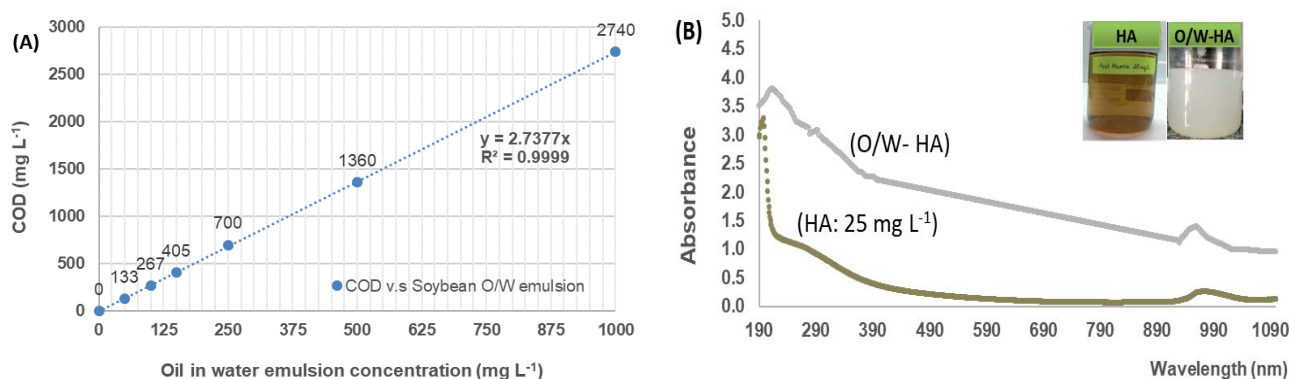 (A)
COD (mg L-1)
3000
2500
2000
1500
1000
500
0
0
133
267
405
700
1360
2740
y = 2.7377x
R² = 0.9999
COD v.s Soybean O/W emulsion
0 125 250 375 500 625 750 875 1000
Oil in water emulsion concentration (mg L-1)
(B)
Absorbance
5.0
4.5
4.0
3.5
3.0
2.5
2.0
1.5
1.0
0.5
0.0
HA O/W-HA
(O/W- HA)
(HA: 25 mg L-1)
190 290 390 490 590 690 790 890 990 1090
Wavelength (nm)